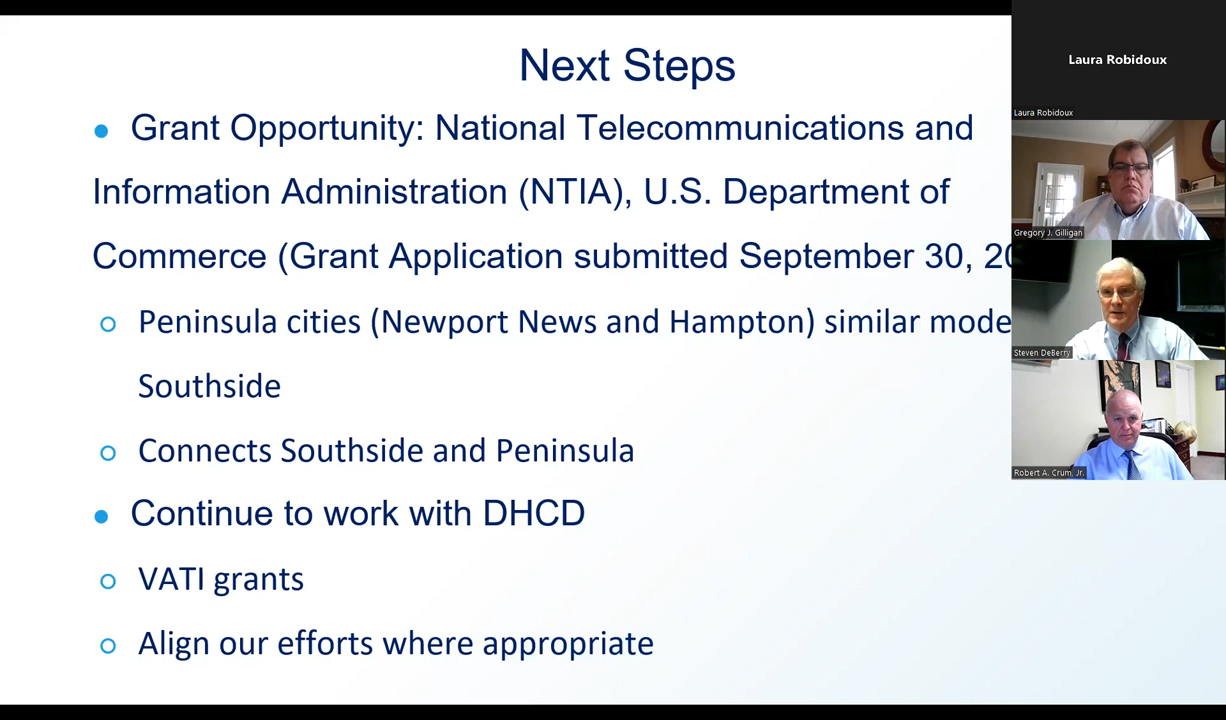 Next Steps
Grant Opportunity: National Telecommunications and
Information Administration (NTIA), U.S. Department of
Commerce (Grant Application submitted September 30, 20
Peninsula cities (Newport News and Hampton) similar mode
Southside
Connects Southside and Peninsula
Continue to work with DHCD
VATI grants
Align our efforts where appropriate
Laura Robidoux
Laura Robidoux
Gregory J. Gilligan
Steven DeBerry
Robert A. Crum, Jr.